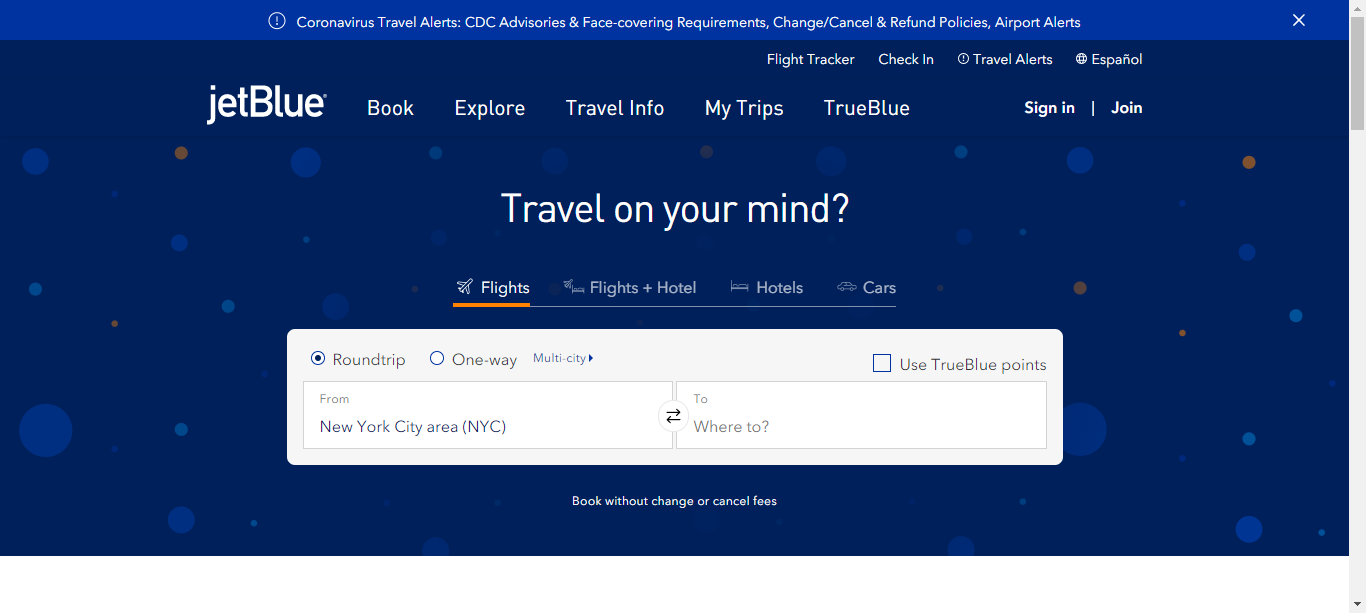 Coronavirus Travel Alerts: CDC Advisories & Face-covering Requirements, Change/Cancel & Refund Policies, Airport Alerts
Flight Tracker Check In Travel Alerts Español
jetBlue Book Explore Travel Info My Trips TrueBlue Sign in | Join
Travel on your mind?
Flights Flights + Hotel Hotels Cars
Roundtrip One-way Multi-city Use TrueBlue points
From To
New York City area (NYC) Where to?
Book without change or cancel fees